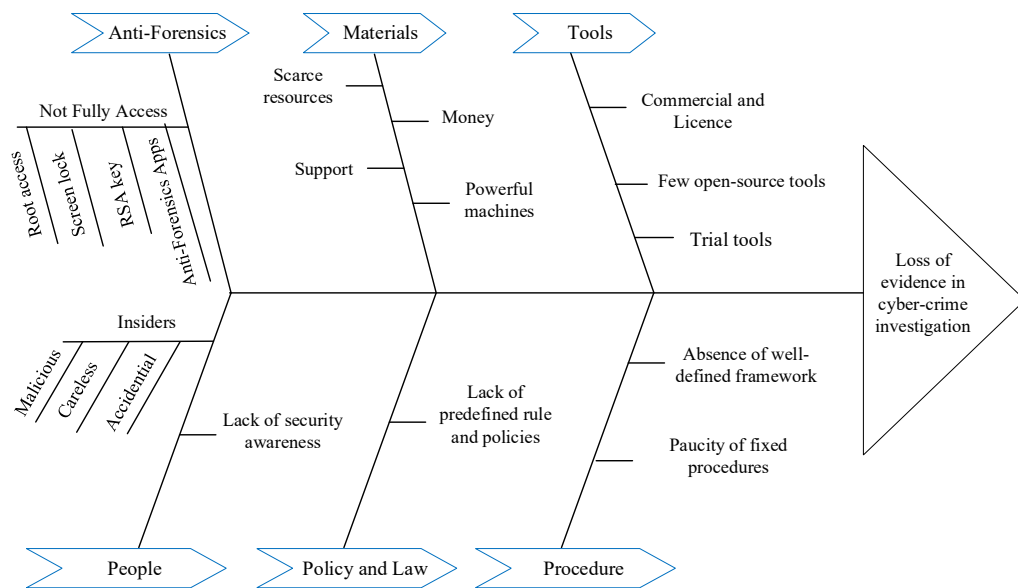 Anti-Forensics
Materials
Tools
Scarce
resources
Commercial and
Licence
Not Fully Access
Money
Root access
Screen lock
RSA key
Anti-Forensics Apps
Support
Few open-source tools
Powerful
machines
Trial tools
Loss of
evidence in
cyber-crime
investigation
Insiders
Malicious
Careless
Accidential
Absence of well-
defined framework
Lack of security
awareness
Lack of
predefined rule
and policies
Paucity of fixed
procedures
People
Policy and Law
Procedure